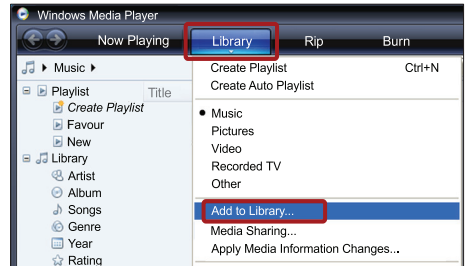 Windows Media Player
Now Playing Library Rip Burn
Music
Playlist Title
Create Playlist
Favour
New
Library
Artist
Album
Songs
Genre
Year
Rating
Create Playlist Ctrl+N
Create Auto Playlist
Music
Pictures
Video
Recorded TV
Other
Add to Library...
Media Sharing...
Apply Media Information Changes...